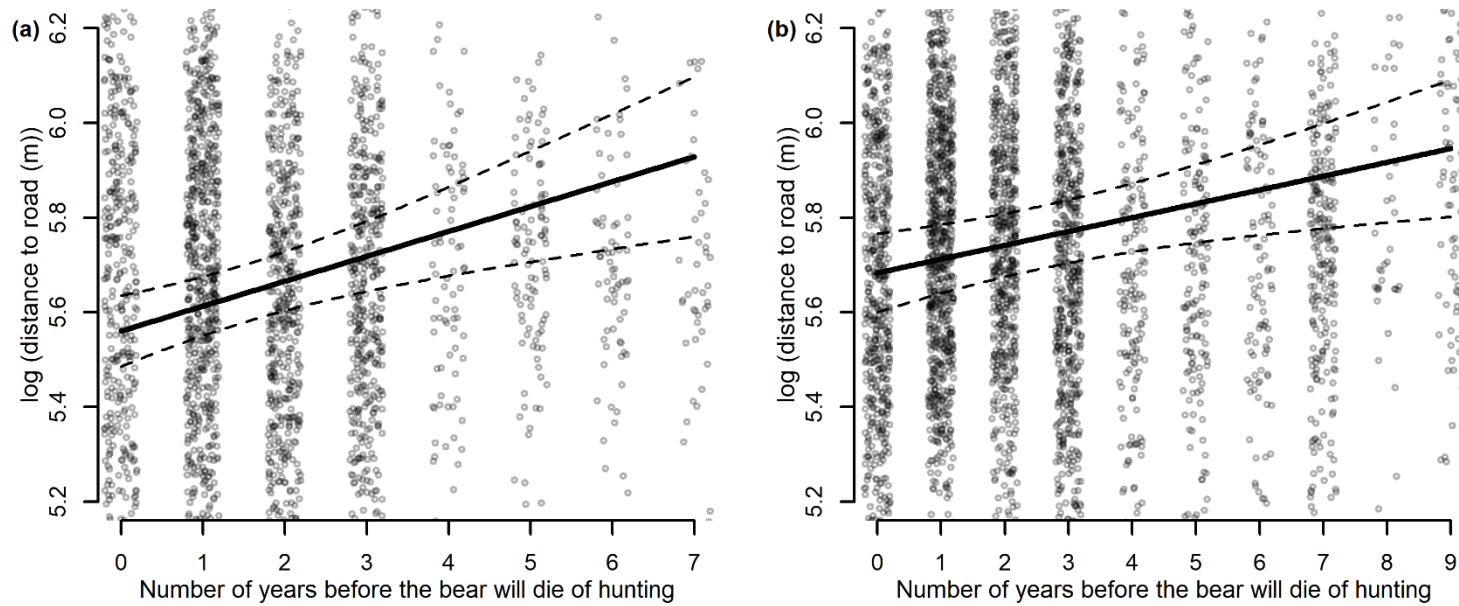 (a)
log (distance to road (m))
6.2
6.0
5.8
5.6
5.4
5.2
0 1 2 3 4 5 6 7
Number of years before the bear will die of hunting
(b)
log (distance to road (m))
6.2
6.0
5.8
5.6
5.4
5.2
0 1 2 3 4 5 6 7 8 9
Number of years before the bear will die of hunting